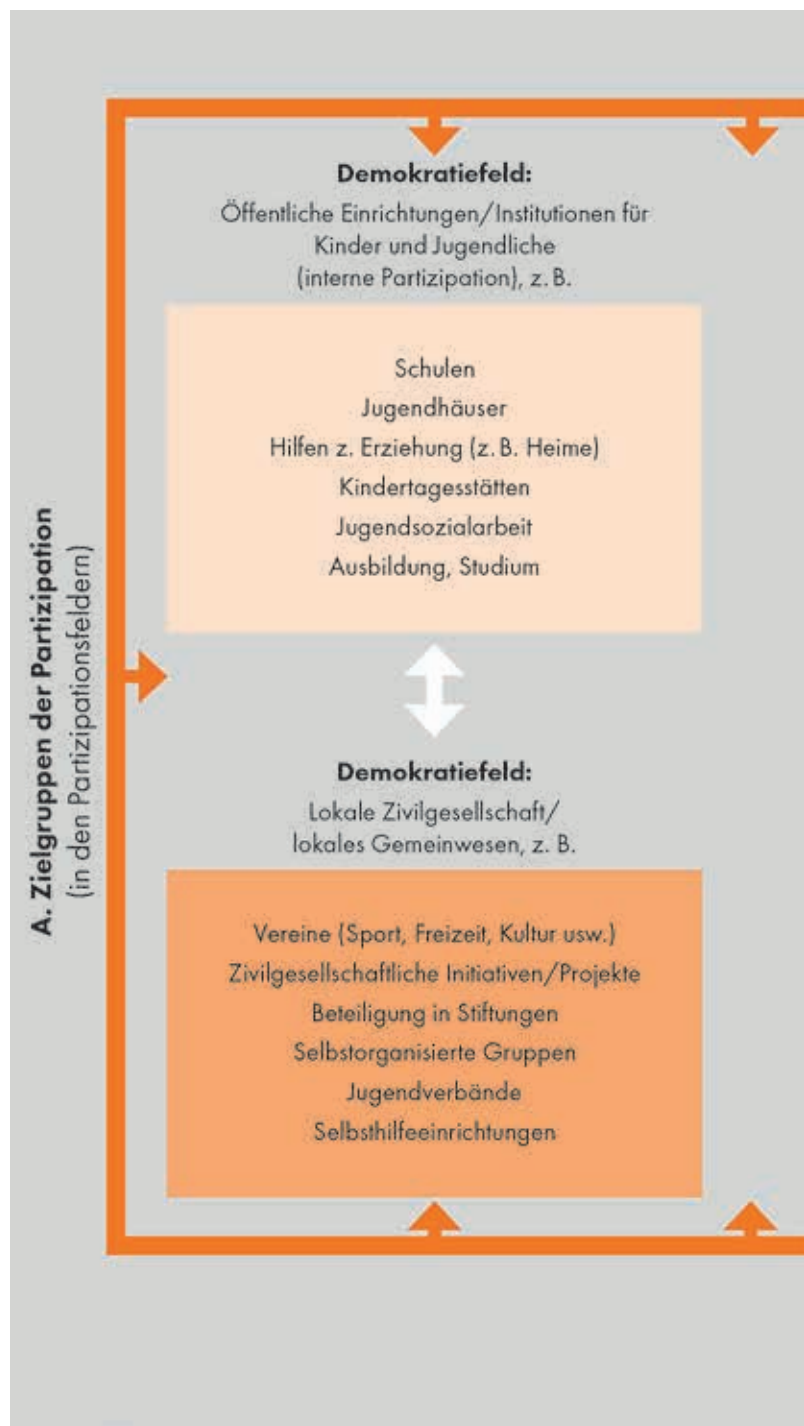 A. Zielgruppen der Partizipation
(in den Partizipationsfeldern)
Demokratiefeld:
Öffentliche Einrichtungen/Institutionen für
Kinder und Jugendliche
(interne Partizipation), z. B.
Schulen
Jugendhäuser
Hilfen z. Erziehung (z. B. Heime)
Kindertagesstätten
Jugendsozialarbeit
Ausbildung, Studium
Demokratiefeld:
Lokale Zivilgesellschaft/
lokales Gemeinwesen, z. B.
Vereine (Sport, Freizeit, Kultur usw.)
Zivilgesellschaftliche Initiativen/Projekte
Beteiligung in Stiftungen
Selbstorganisierte Gruppen
Jugendverbände
Selbsthilfeeinrichtungen